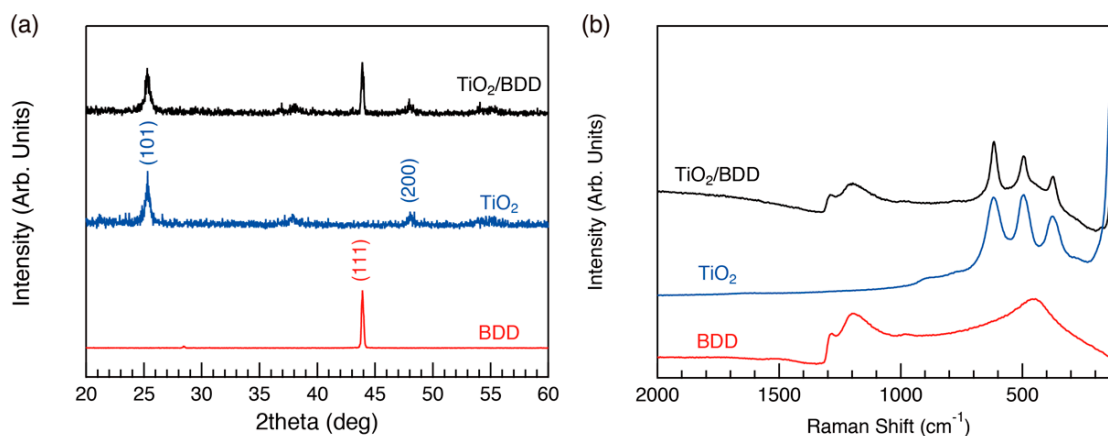 (a)
Intensity (Arb. Units)
TiO₂/BDD
(101)
(200)
TiO₂
(111)
BDD
20 25 30 35 40 45 50 55 60
2theta (deg)
(b)
Intensity (Arb. Units)
TiO₂/BDD
TiO₂
BDD
2000 1500 1000 500
Raman Shift (cm⁻¹)